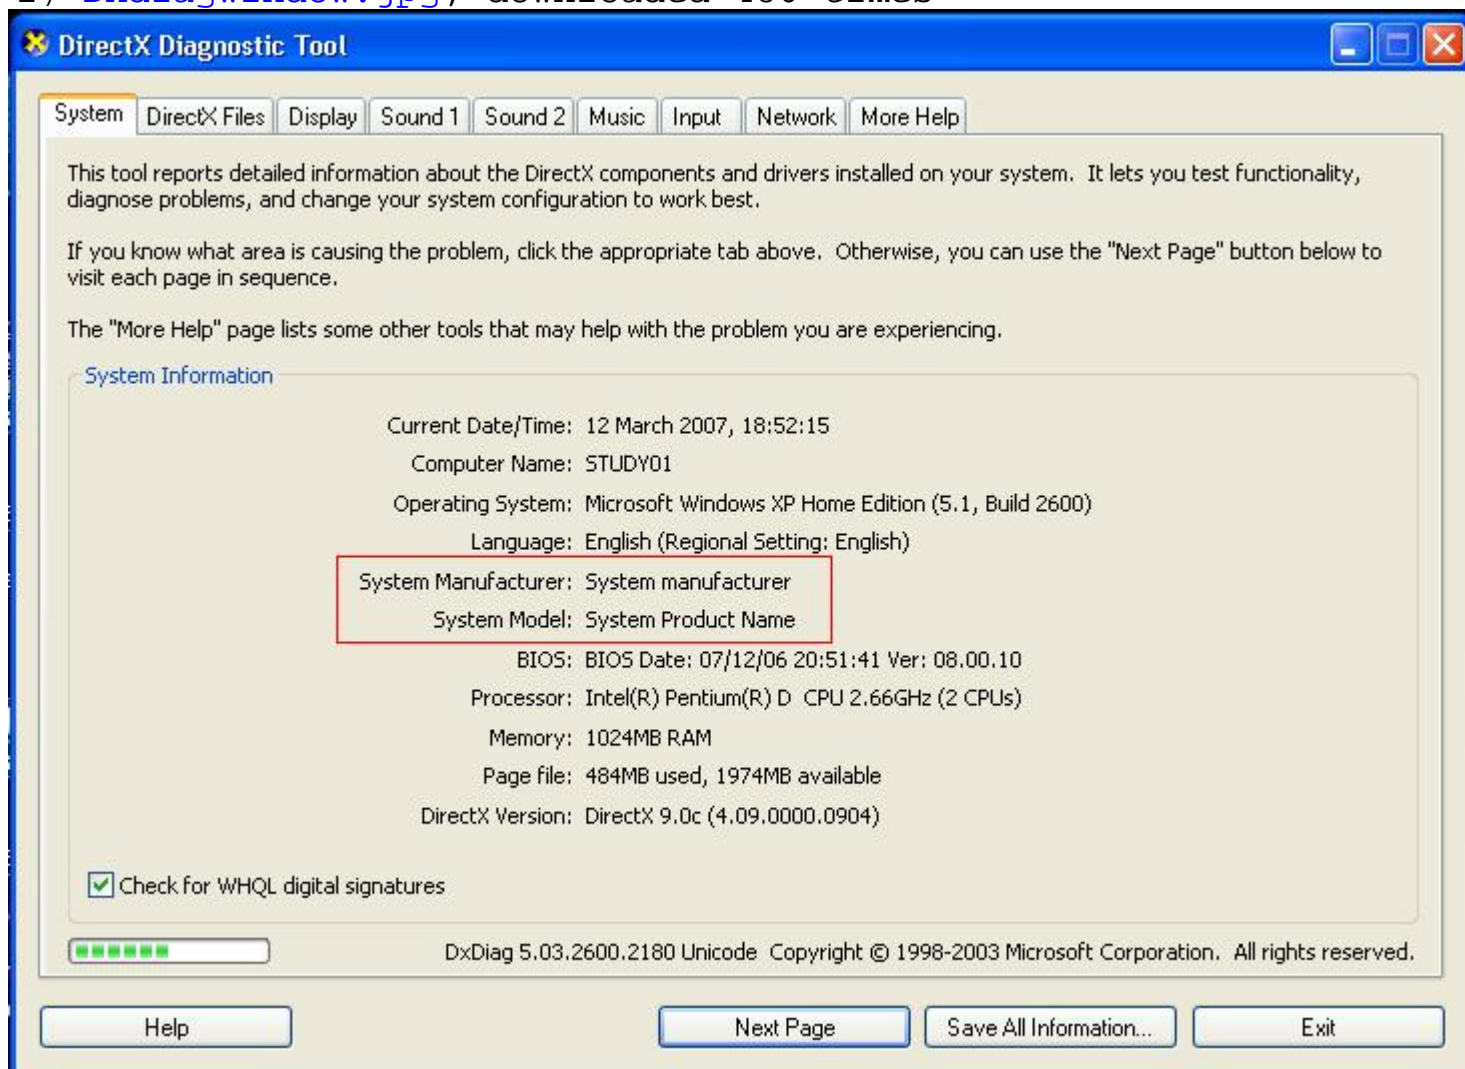 DirectX Diagnostic Tool
System DirectX Files Display Sound 1 Sound 2 Music Input Network More Help
This tool reports detailed information about the DirectX components and drivers installed on your system. It lets you test functionality,
diagnose problems, and change your system configuration to work best.
If you know what area is causing the problem, click the appropriate tab above. Otherwise, you can use the "Next Page" button below to
visit each page in sequence.
The "More Help" page lists some other tools that may help with the problem you are experiencing.
System Information
Current Date/Time: 12 March 2007, 18:52:15
Computer Name: STUDY01
Operating System: Microsoft Windows XP Home Edition (5.1, Build 2600)
Language: English (Regional Setting: English)
System Manufacturer: System manufacturer
System Model: System Product Name
BIOS: BIOS Date: 07/12/06 20:51:41 Ver: 08.00.10
Processor: Intel(R) Pentium(R) D CPU 2.66GHz (2 CPUs)
Memory: 1024MB RAM
Page file: 484MB used, 1974MB available
DirectX Version: DirectX 9.0c (4.09.0000.0904)
Check for WHQL digital signatures
DxDiag 5.03.2600.2180 Unicode Copyright © 1998-2003 Microsoft Corporation. All rights reserved.
Help Next Page Save All Information... Exit